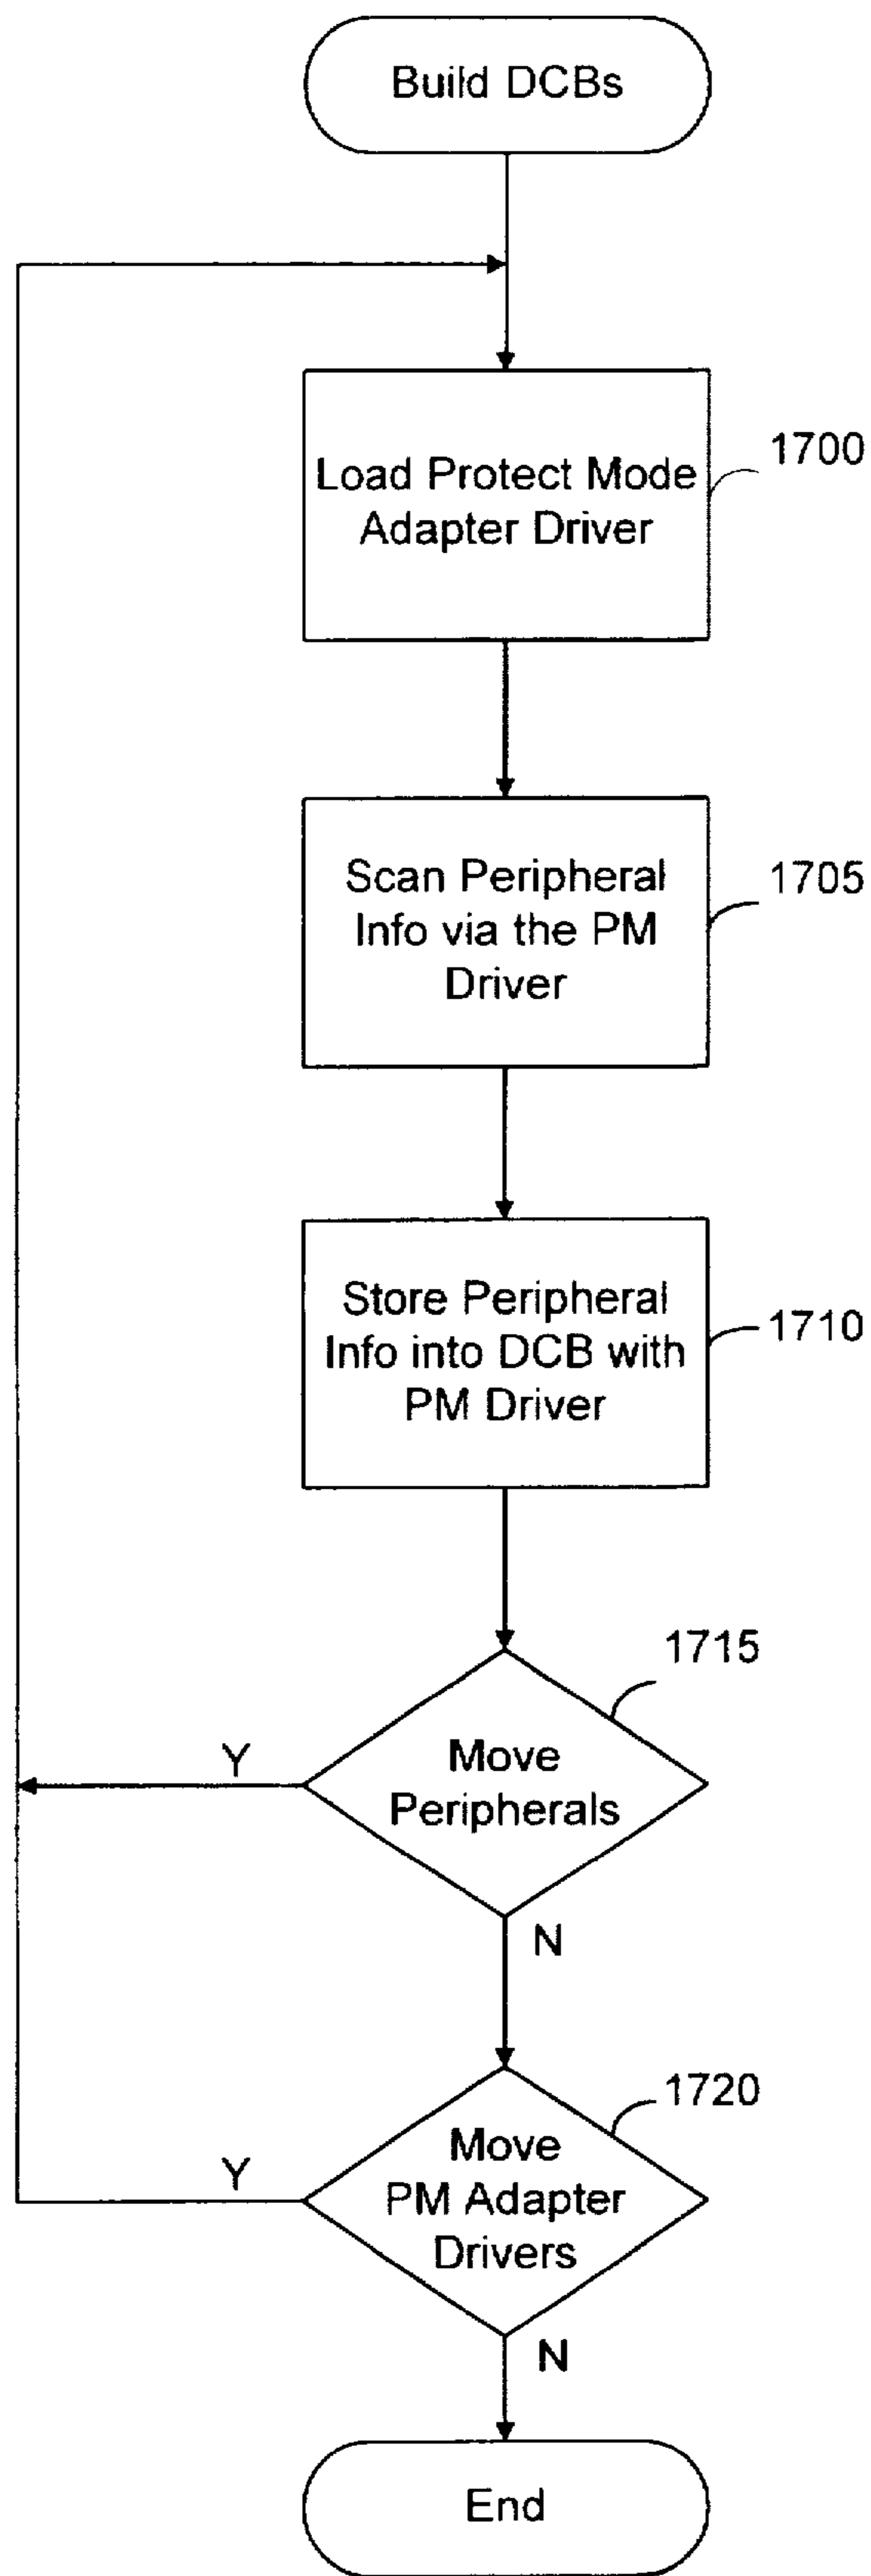 Build DCBs
1700
Load Protect Mode
Adapter Driver
1705
Scan Peripheral
Info via the PM
Driver
1710
Store Peripheral
Info into DCB with
PM Driver
1715
Move
Peripherals
Y
N
1720
Move
PM Adapter
Drivers
Y
N
End